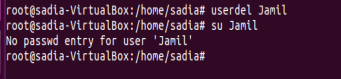 root@sadia-VirtualBox:/home/sadia# userdel Jamil
root@sadia-VirtualBox:/home/sadia# su Jamil
No passwd entry for user 'Jamil'
root@sadia-VirtualBox:/home/sadia#